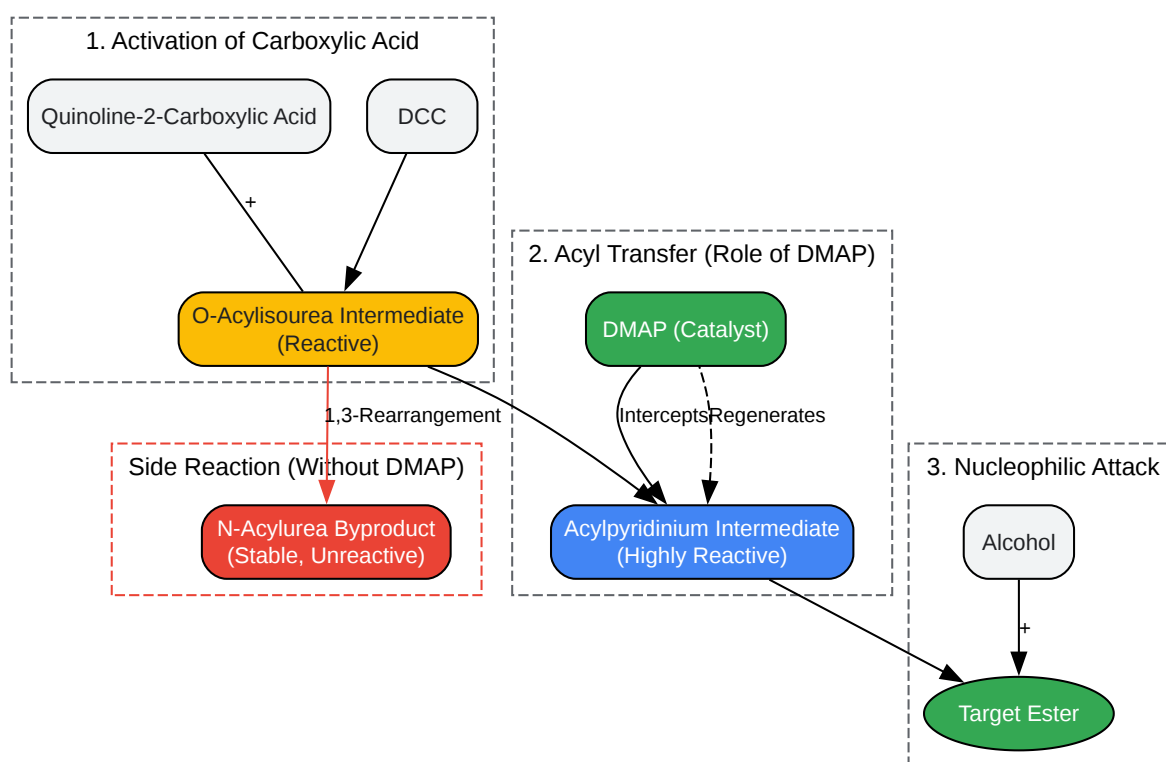 1. Activation of Carboxylic Acid
Quinoline-2-Carboxylic Acid
DCC
+
O-Acylisourea Intermediate
(Reactive)
2. Acyl Transfer (Role of DMAP)
DMAP (Catalyst)
1,3-Rearrangement
Intercepts
Regenerates
Side Reaction (Without DMAP)
N-Acylurea Byproduct
(Stable, Unreactive)
Acylpyridinium Intermediate
(Highly Reactive)
3. Nucleophilic Attack
Alcohol
+
Target Ester